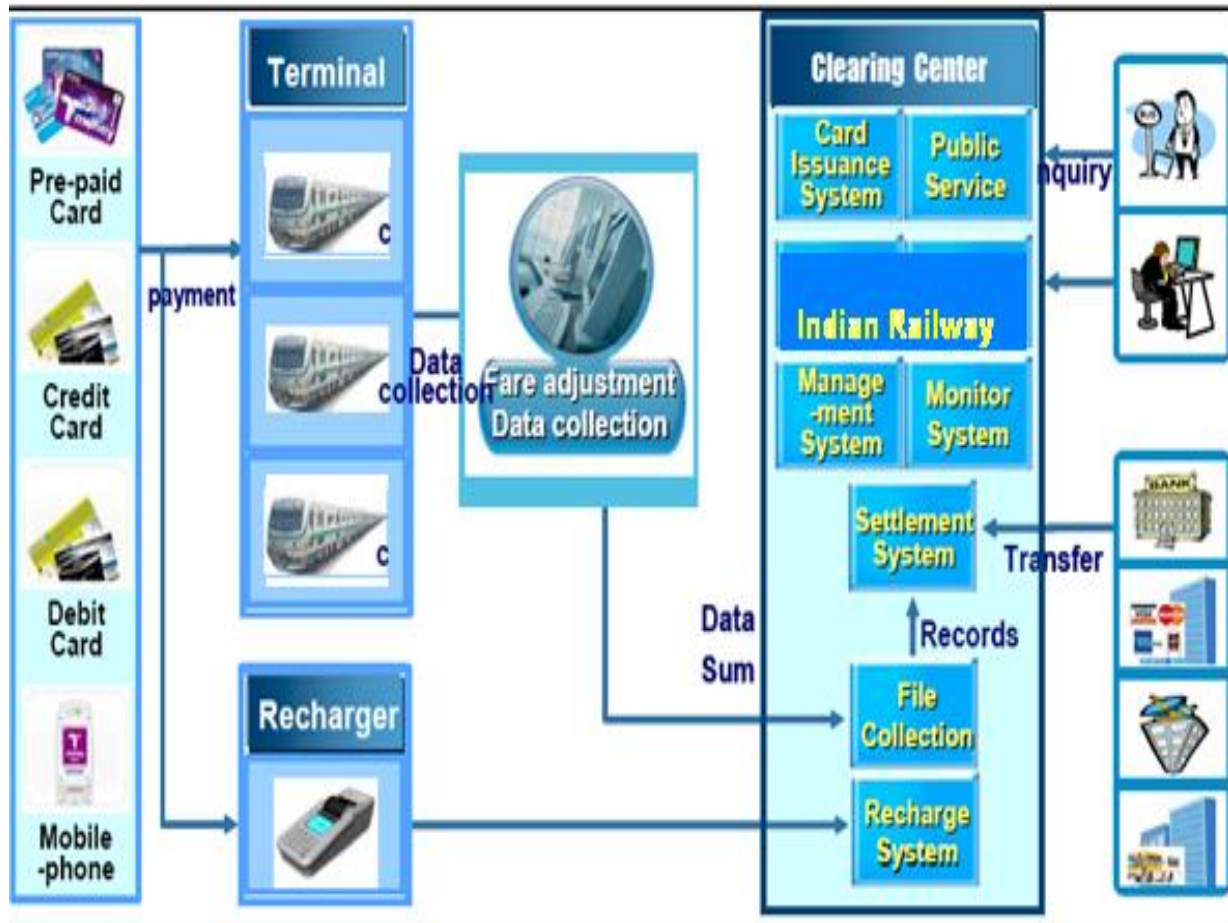 Pre-paid
Card
Credit
Card
Debit
Card
Mobile
-phone
payment
Terminal
c
c
Recharger
Data
collection
Fare adjustment
Data collection
Data
Sum
Clearing Center
Card
Issuance
System
Public
Service
Indian Railway
Manage
-ment
System
Monitor
System
Settlement
System
Records
File
Collection
Recharge
System
nquiry
Transfer
BANK
VISA